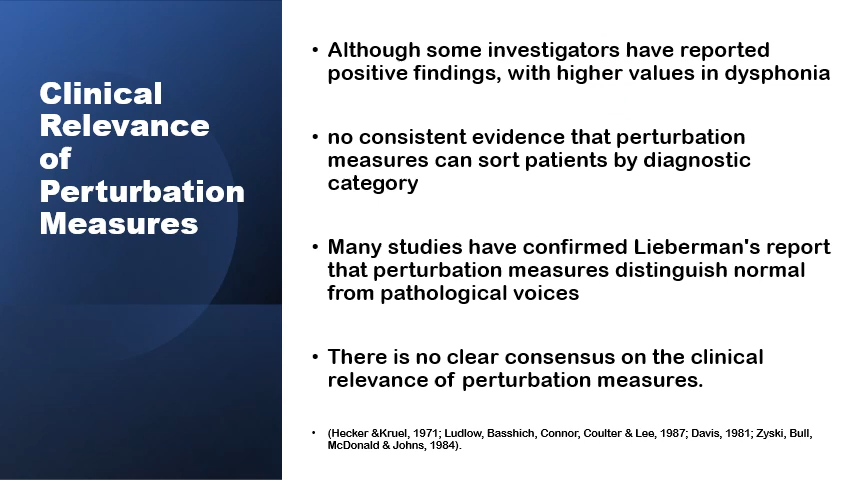 Clinical
Relevance
of
Perturbation
Measures
• Although some investigators have reported
positive findings, with higher values in dysphonia
• no consistent evidence that perturbation
measures can sort patients by diagnostic
category
• Many studies have confirmed Lieberman's report
that perturbation measures distinguish normal
from pathological voices
• There is no clear consensus on the clinical
relevance of perturbation measures.
• (Hecker &Kruel, 1971; Ludlow, Basshich, Connor, Coulter & Lee, 1987; Davis, 1981; Zyski, Bull,
McDonald & Johns, 1984).